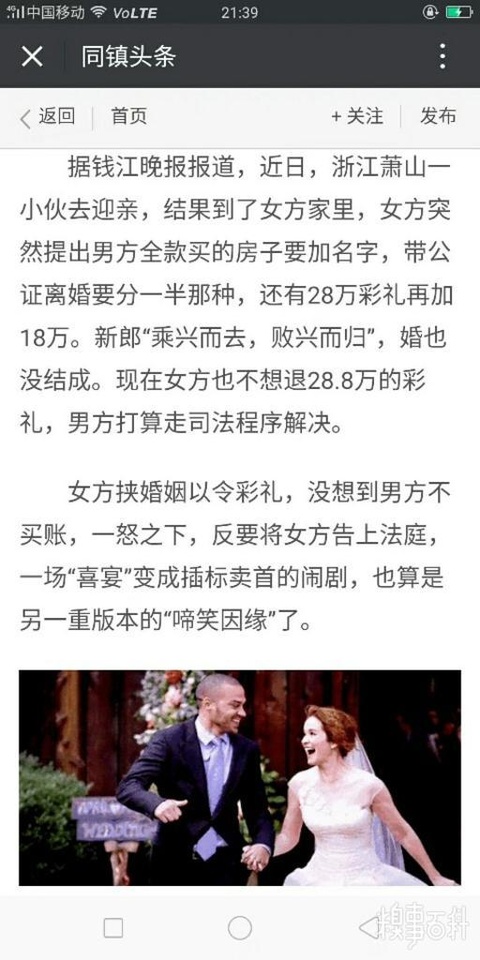 中国移动 VoLTE 21:39
同镇头条
返回 首页 + 关注 发布
据钱江晚报报道，近日，浙江萧山一
小伙去迎亲，结果到了女方家里，女方突
然提出男方全款买的房子要加名字，带公
证离婚要分一半那种，还有28万彩礼再加
18万。新郎“乘兴而去，败兴而归”，婚也
没结成。现在女方也不想退28.8万的彩
礼，男方打算走司法程序解决。
女方挟婚姻以令彩礼，没想到男方不
买账，一怒之下，反要将女方告上法庭，
一场“喜宴”变成插标卖首的闹剧，也算是
另一重版本的“啼笑因缘”了。
糗事百科